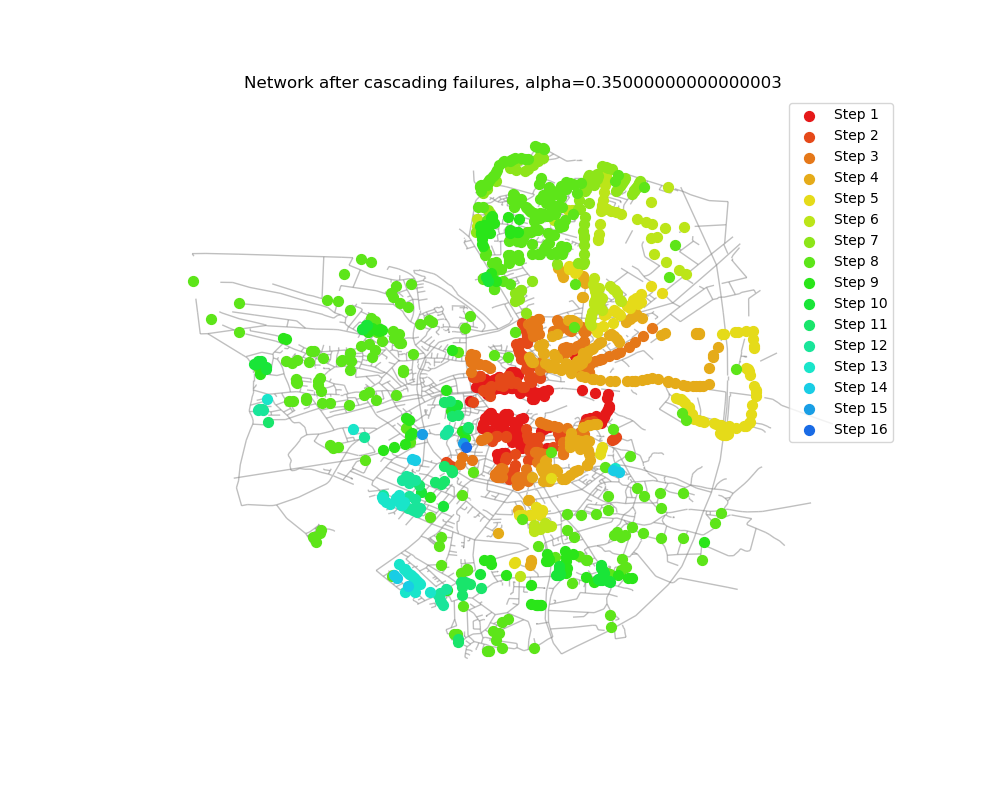 Network after cascading failures, alpha=0.35000000000000003
Step 1
Step 2
Step 3
Step 4
Step 5
Step 6
Step 7
Step 8
Step 9
Step 10
Step 11
Step 12
Step 13
Step 14
Step 15
Step 16